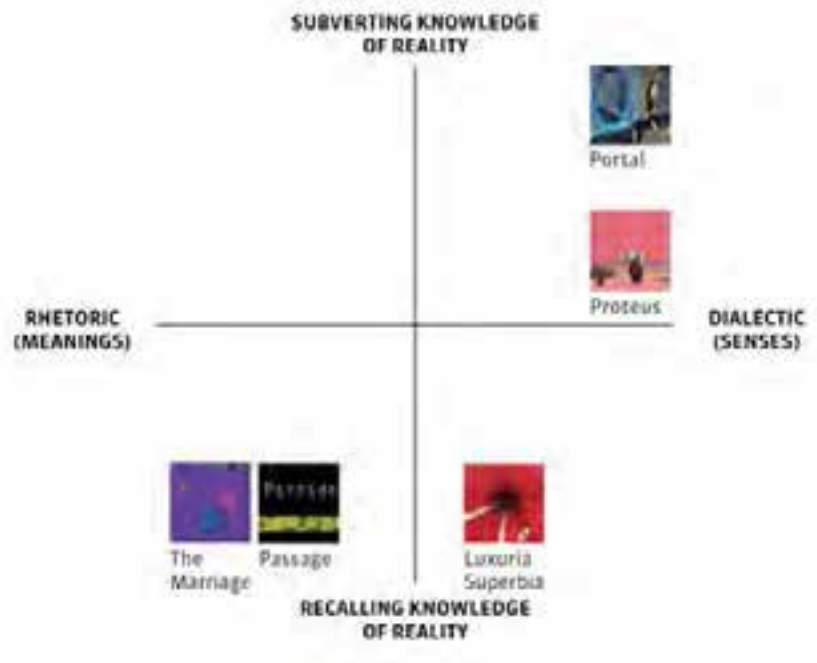 SUBVERTING KNOWLEDGE
OF REALITY
Portal
Proteus
RHETORIC
(MEANINGS)
DIALECTIC
(SENSES)
Passage
The
Marriage
Passage
Luxuria
Superbia
RECALLING KNOWLEDGE
OF REALITY